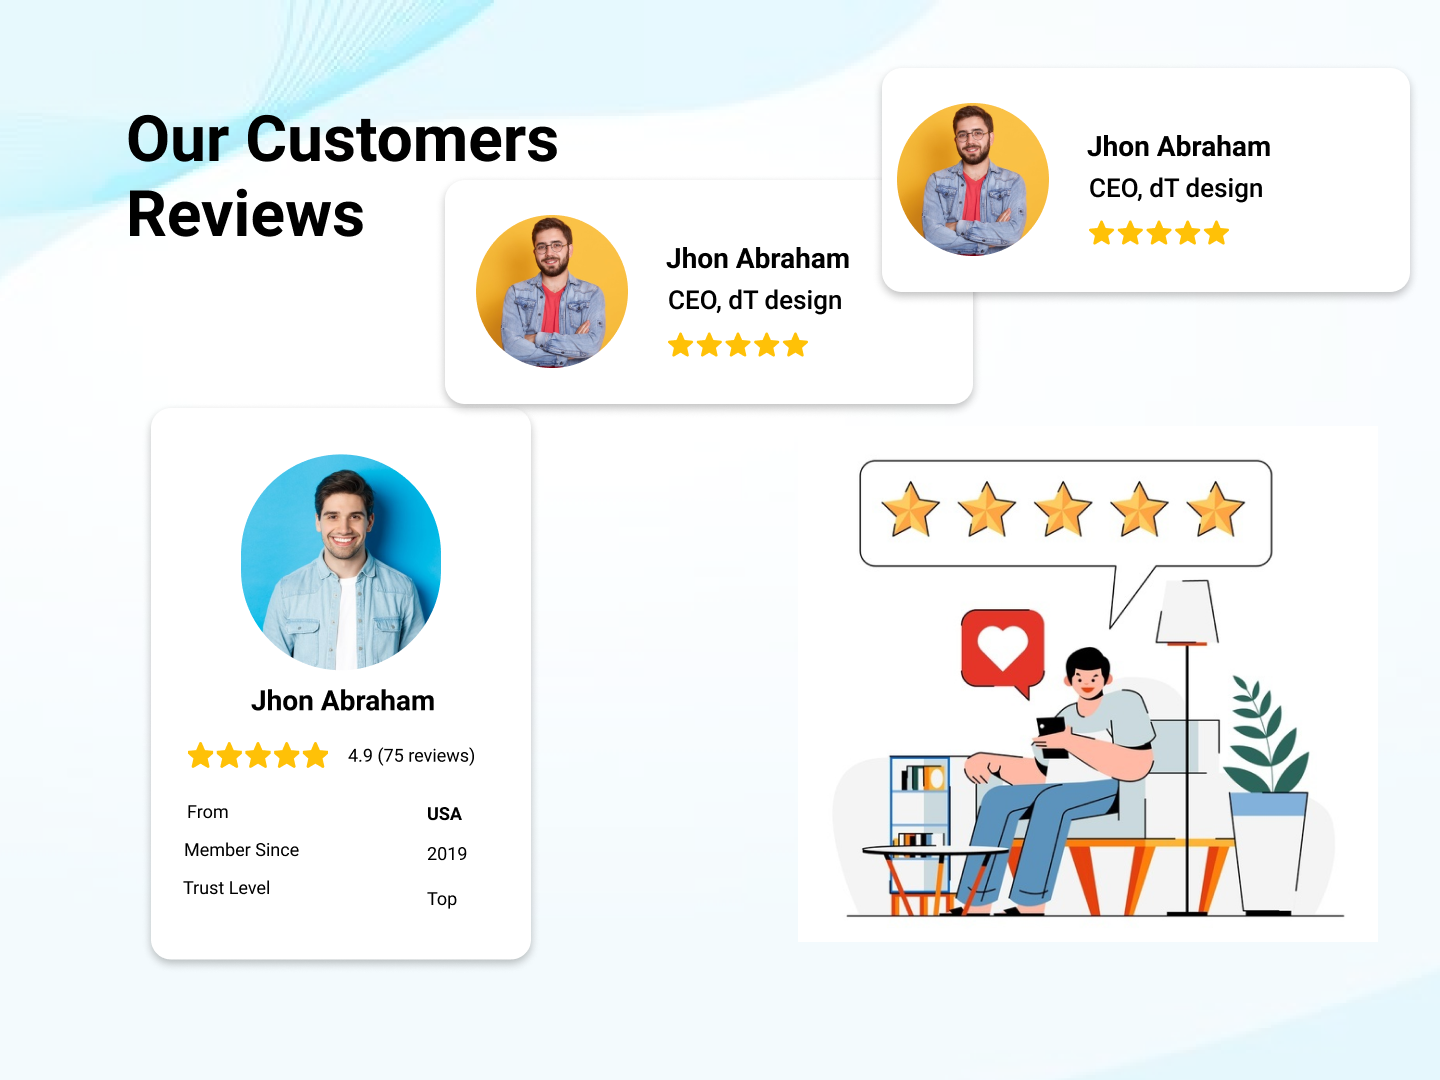 Our Customers
Reviews
Jhon Abraham
CEO, dT design
Jhon Abraham
CEO, dT design
Jhon Abraham
4.9 (75 reviews)
From USA
Member Since 2019
Trust Level Top